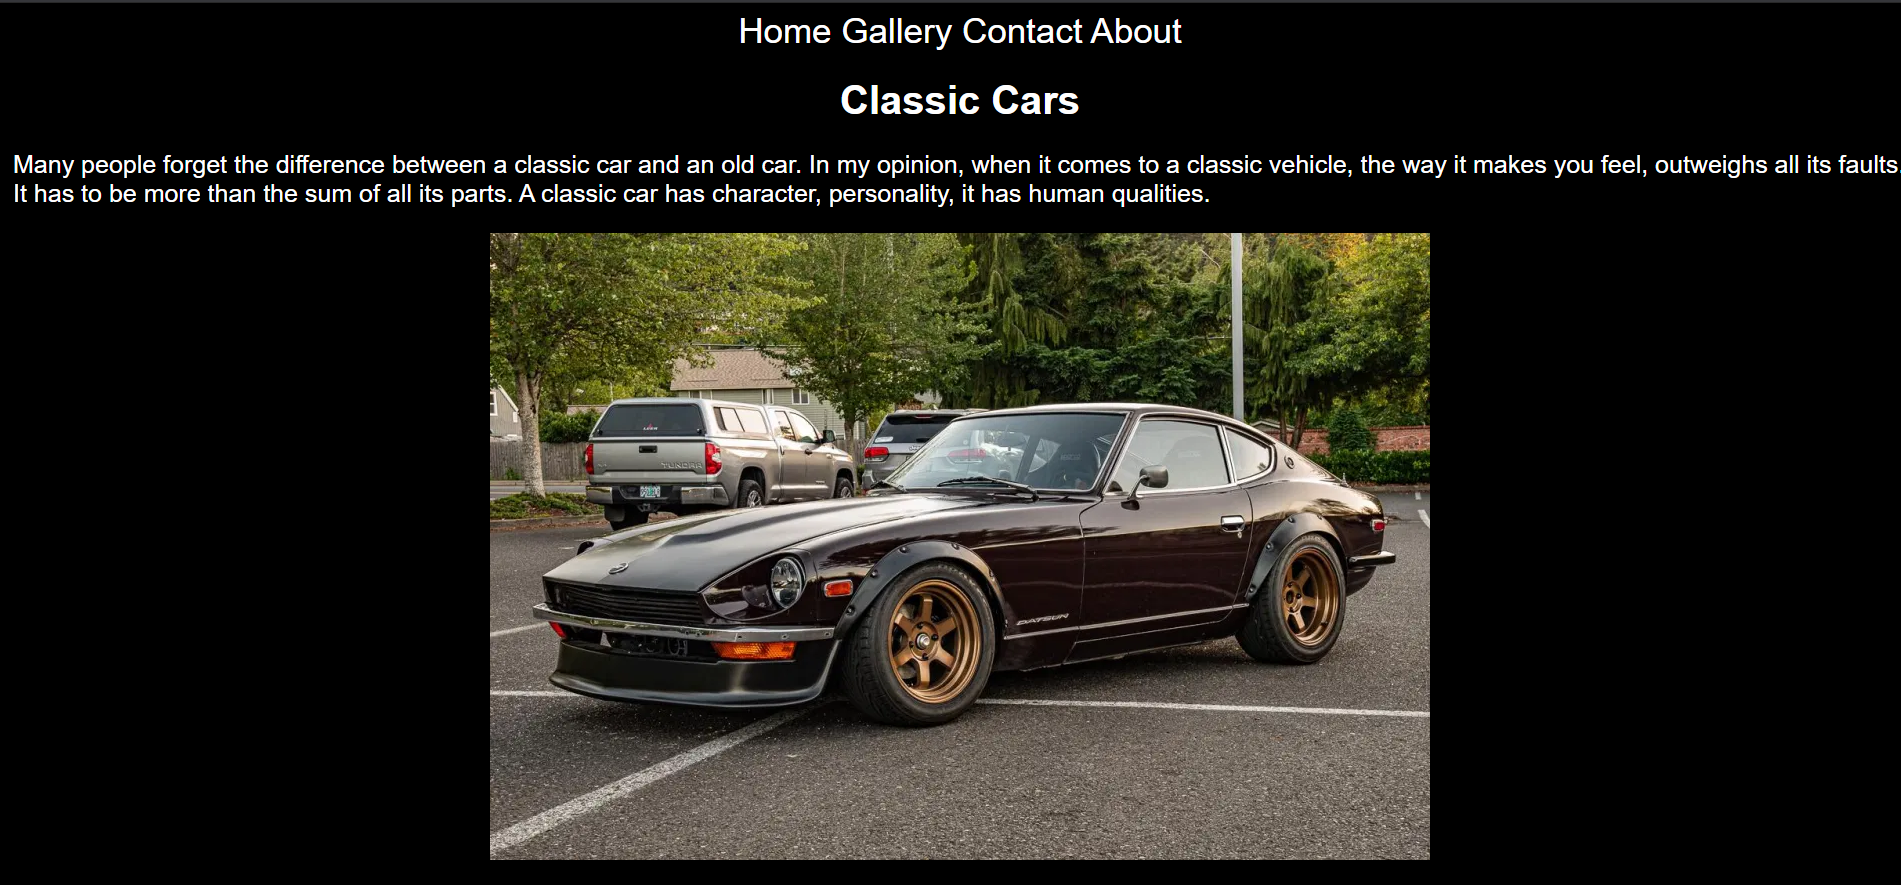 Home Gallery Contact About
Classic Cars
Many people forget the difference between a classic car and an old car. In my opinion, when it comes to a classic vehicle, the way it makes you feel, outweighs all its faults.
It has to be more than the sum of all its parts. A classic car has character, personality, it has human qualities.
TUNDRA
DATSUN